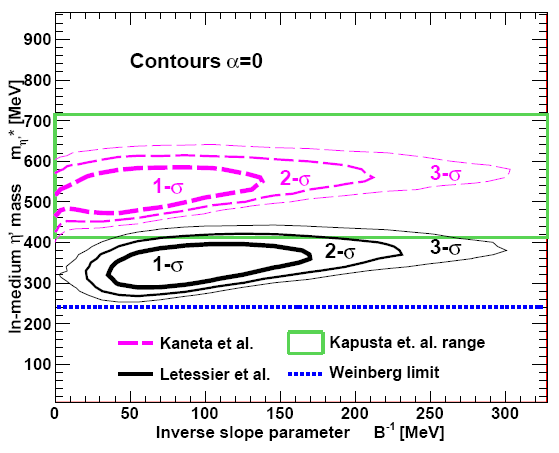 Contours α=0
In-medium η' mass mη'* [MeV]
900
800
700
600
500
400
300
200
100
1-σ
2-σ
3-σ
1-σ
2-σ
3-σ
Kaneta et al.
Kapusta et. al. range
Letessier et al.
Weinberg limit
0 50 100 150 200 250 300
Inverse slope parameter B-1 [MeV]